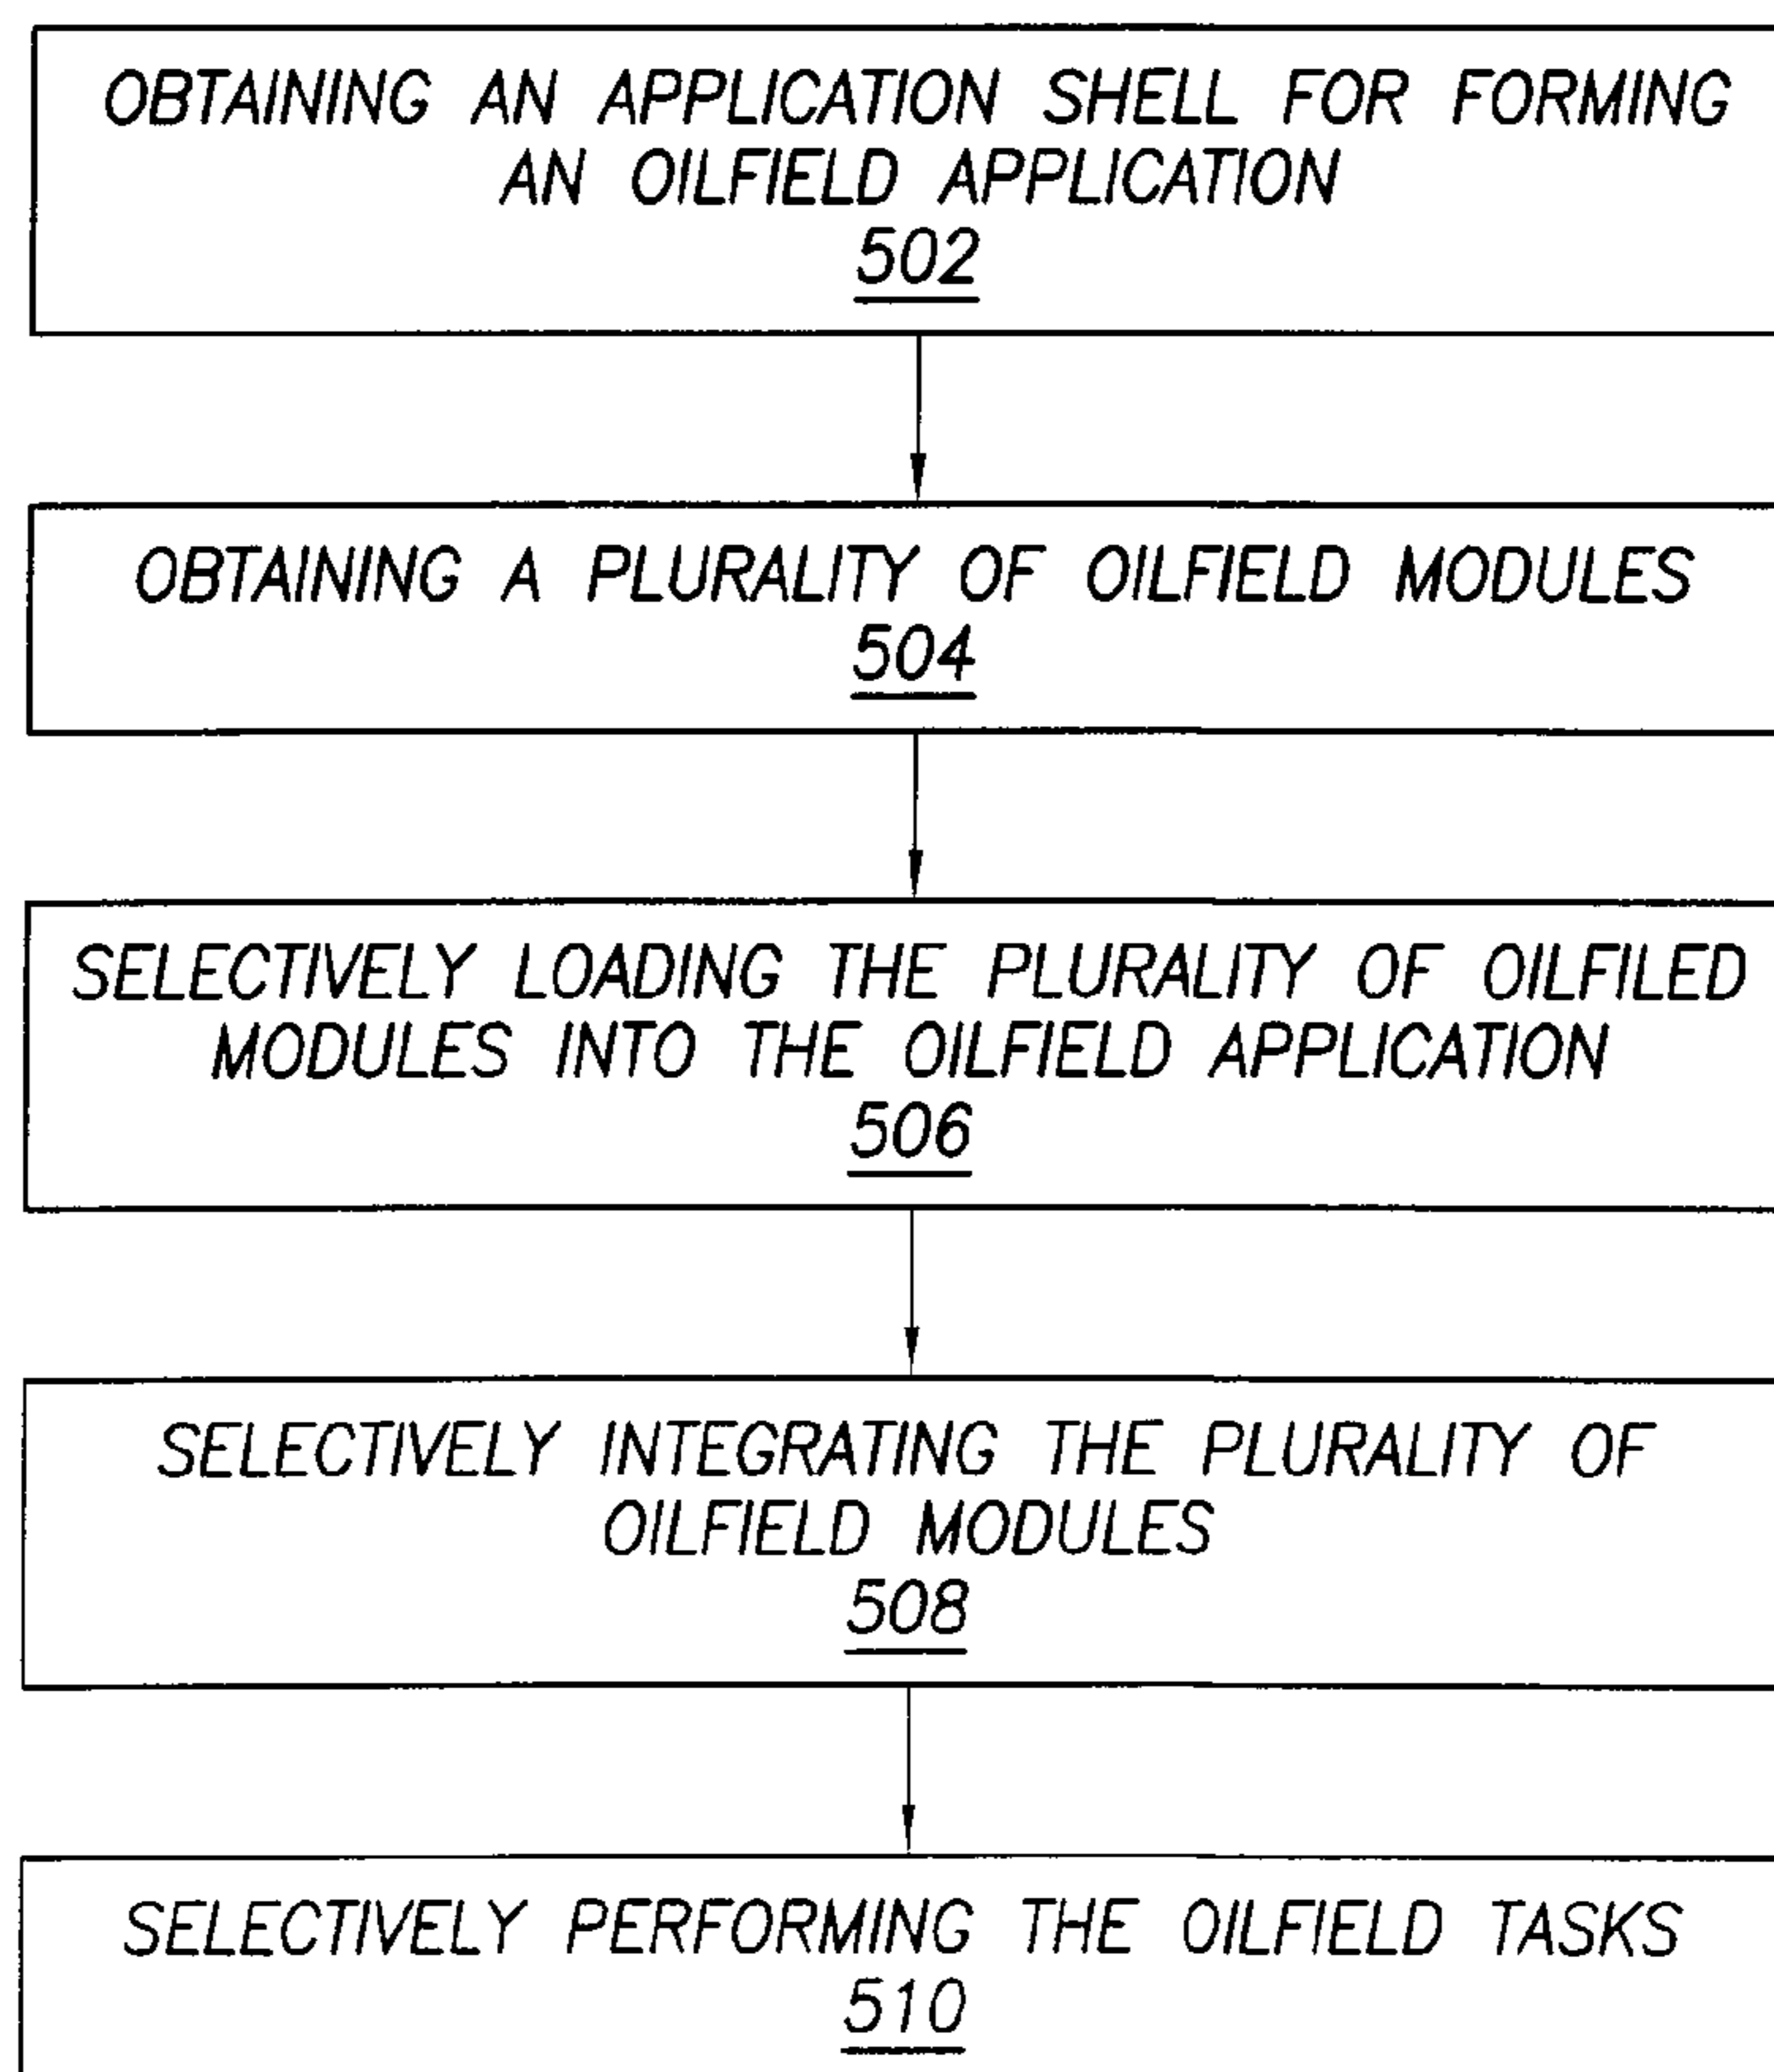 OBTAINING AN APPLICATION SHELL FOR FORMING
AN OILFIELD APPLICATION
502
OBTAINING A PLURALITY OF OILFIELD MODULES
504
SELECTIVELY LOADING THE PLURALITY OF OILFILED
MODULES INTO THE OILFIELD APPLICATION
506
SELECTIVELY INTEGRATING THE PLURALITY OF
OILFIELD MODULES
508
SELECTIVELY PERFORMING THE OILFIELD TASKS
510